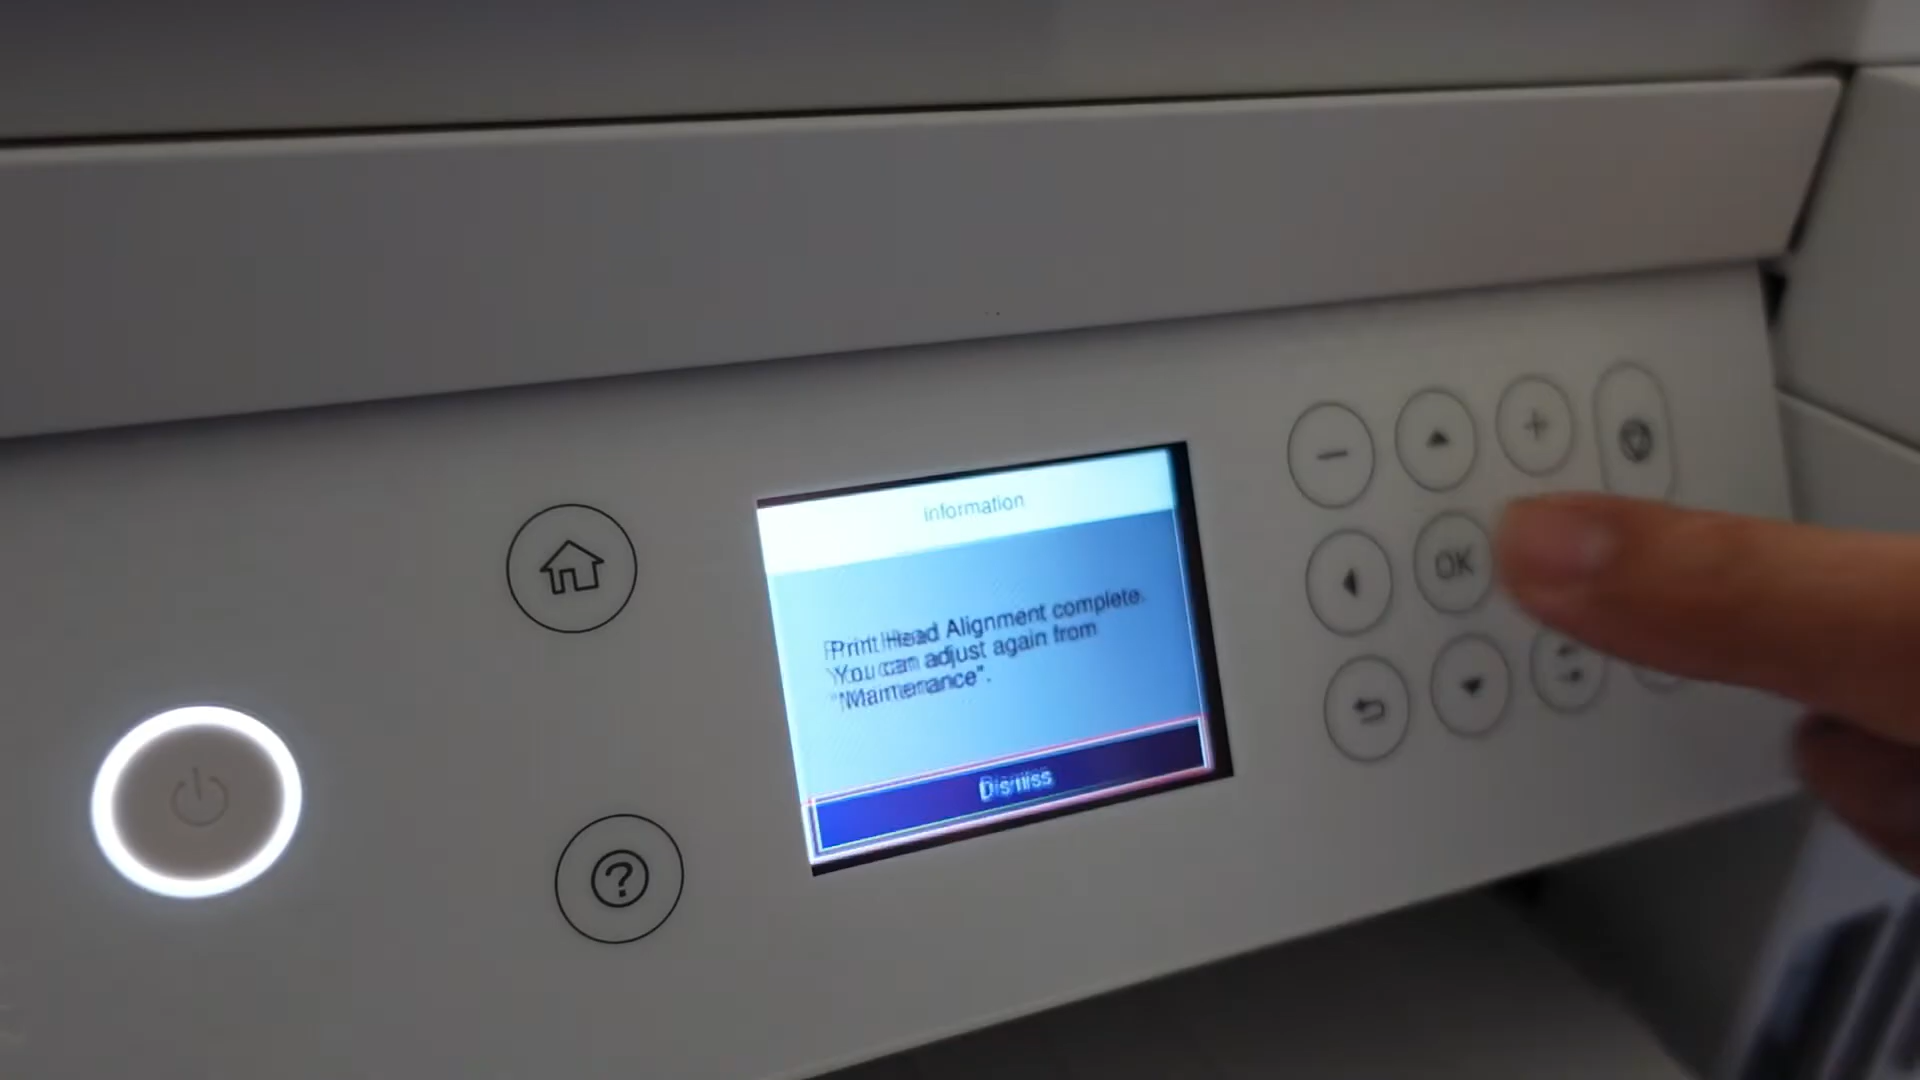 Information
Print Head Alignment complete.
You can adjust again from
"Maintenance".
Dismiss
OK
?